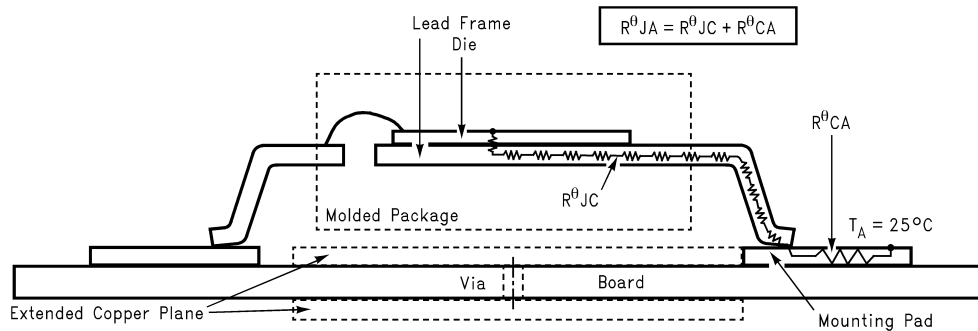 RθJA = RθJC + RθCA
Lead Frame
Die
RθCA
RθJC
Molded Package
TA = 25°C
Via
Board
Extended Copper Plane
Mounting Pad